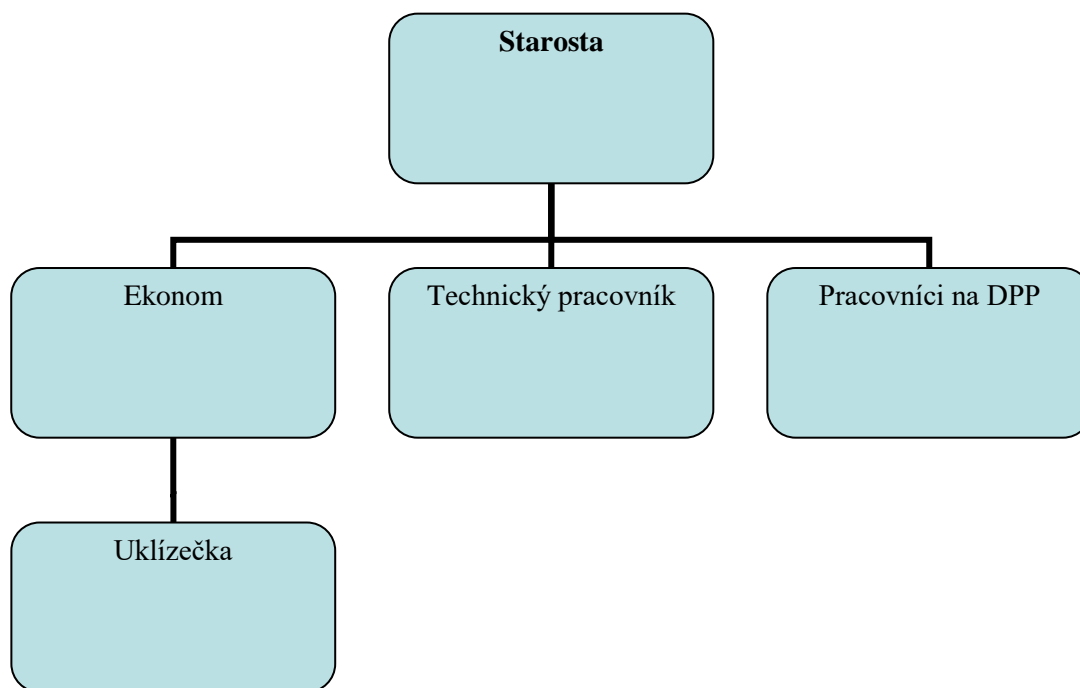 Starosta
Ekonom
Technický pracovník
Pracovníci na DPP
Uklízečka